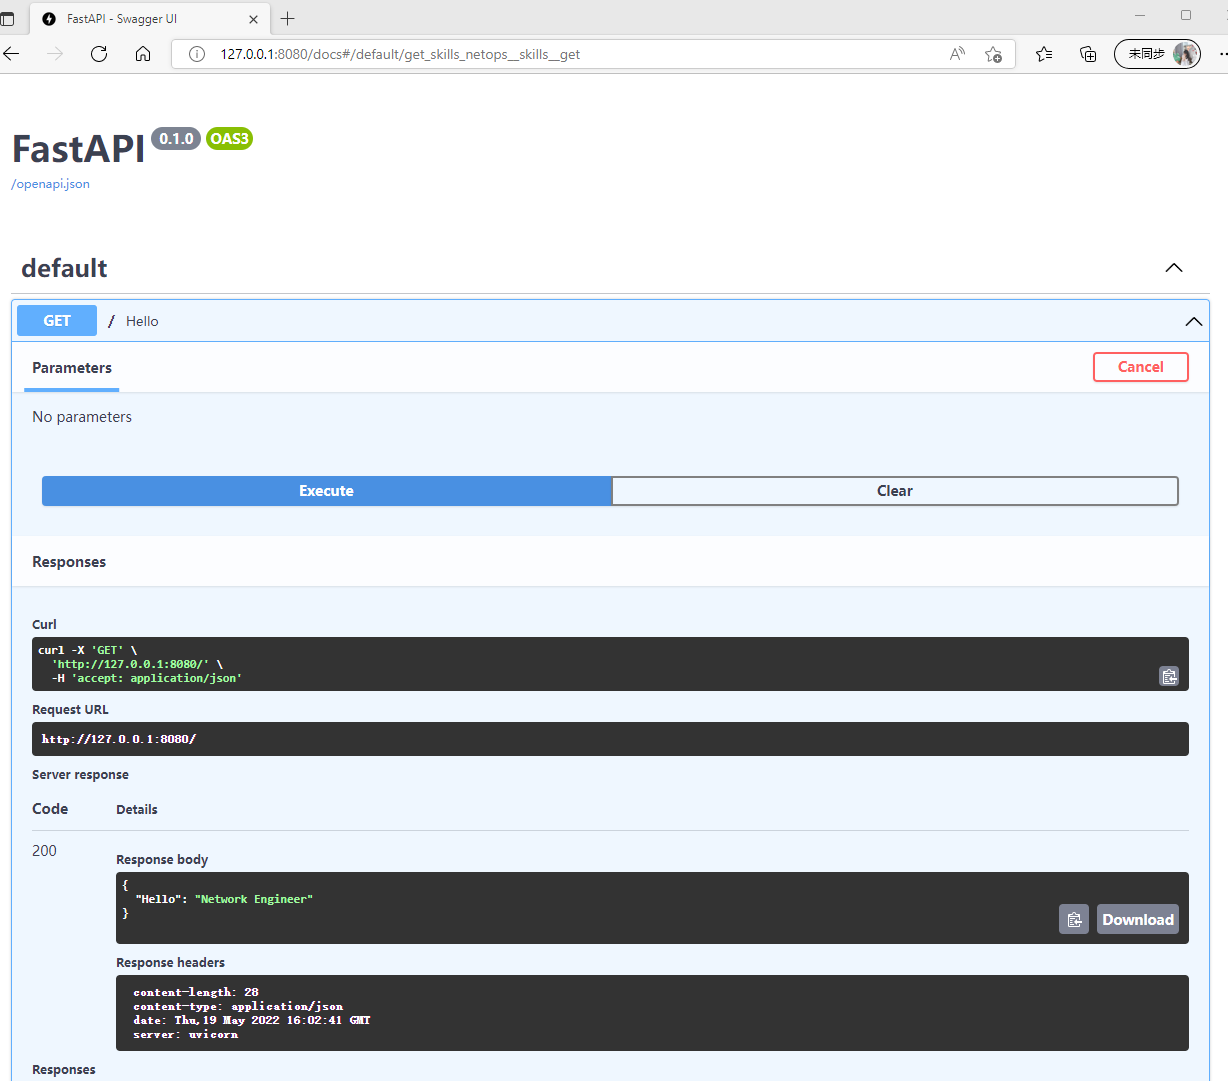 FastAPI - Swagger UI
127.0.0.1:8080/docs#/default/get_skills_netops__skills__get
未同步
FastAPI 0.1.0 OAS3
/openapi.json
default
GET / Hello
Parameters
Cancel
No parameters
Execute
Clear
Responses
Curl
curl -X 'GET' \
'http://127.0.0.1:8080/' \
-H 'accept: application/json'
Request URL
http://127.0.0.1:8080/
Server response
Code Details
200
Response body
{
"Hello": "Network Engineer"
}
Download
Response headers
content-length: 28
content-type: application/json
date: Thu,19 May 2022 16:02:41 GMT
server: uvicorn
Responses